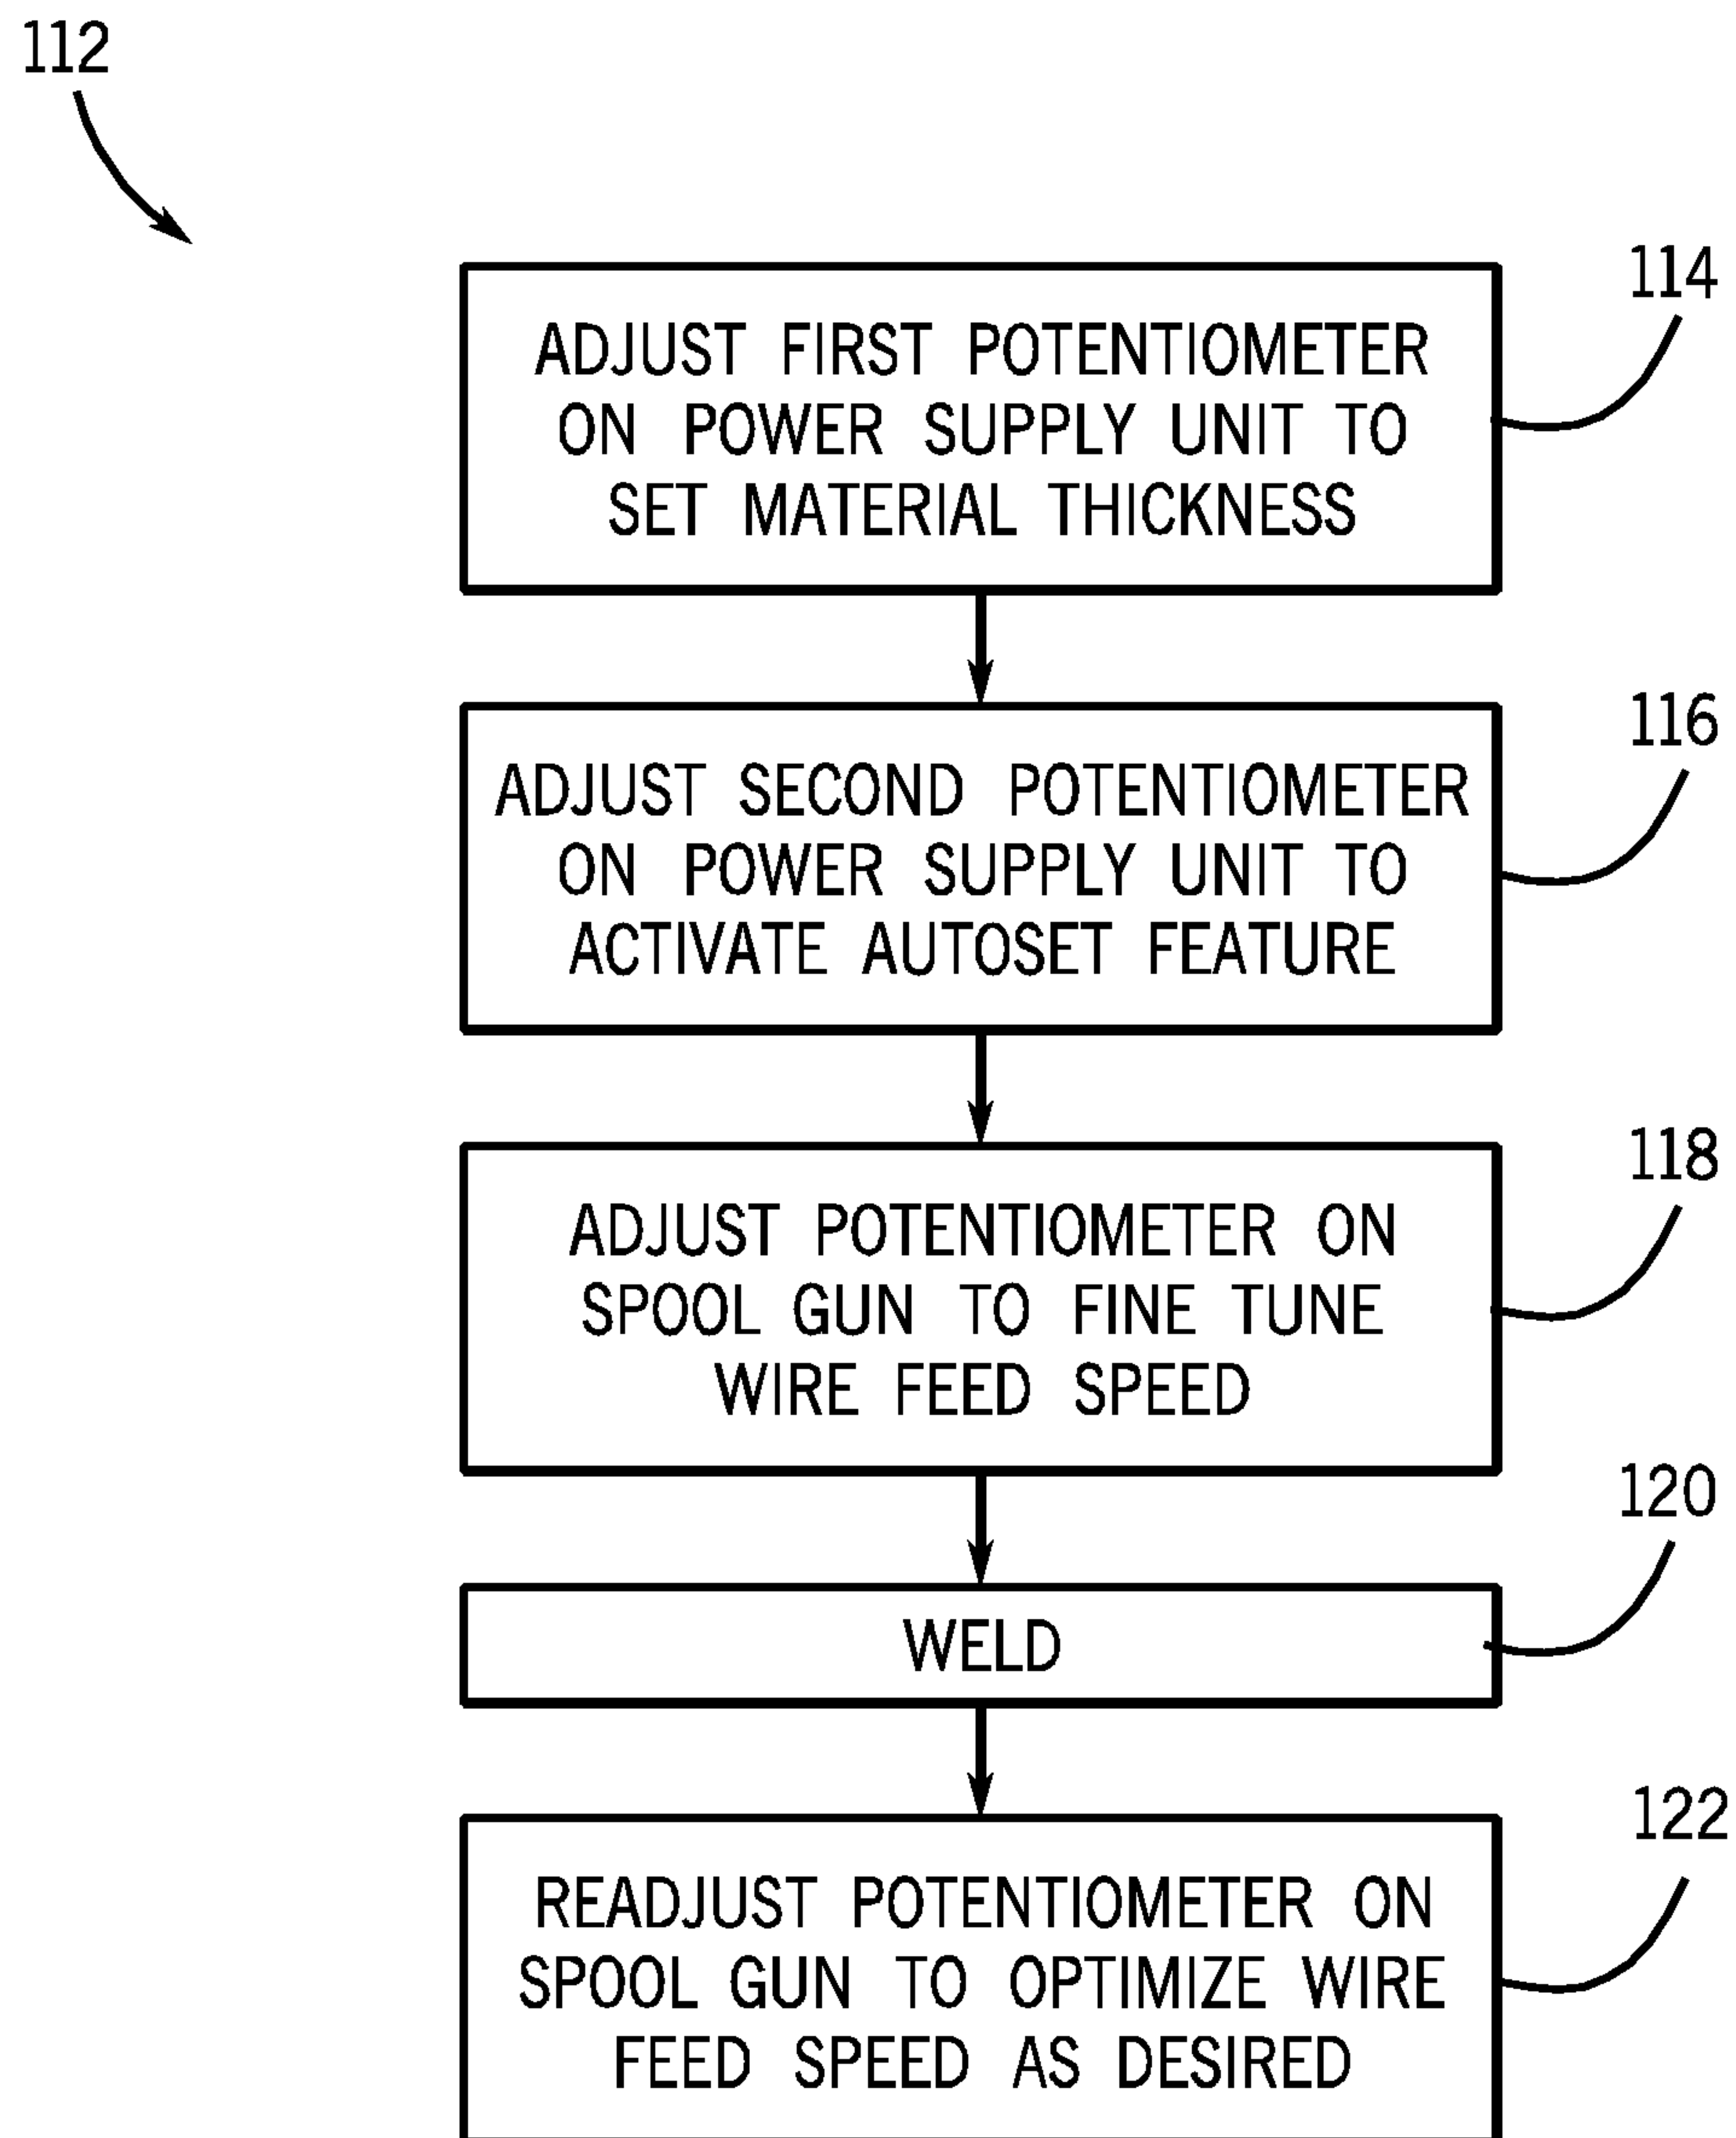 112
114
ADJUST FIRST POTENTIOMETER
ON POWER SUPPLY UNIT TO
SET MATERIAL THICKNESS
116
ADJUST SECOND POTENTIOMETER
ON POWER SUPPLY UNIT TO
ACTIVATE AUTOSET FEATURE
118
ADJUST POTENTIOMETER ON
SPOOL GUN TO FINE TUNE
WIRE FEED SPEED
120
WELD
122
READJUST POTENTIOMETER ON
SPOOL GUN TO OPTIMIZE WIRE
FEED SPEED AS DESIRED